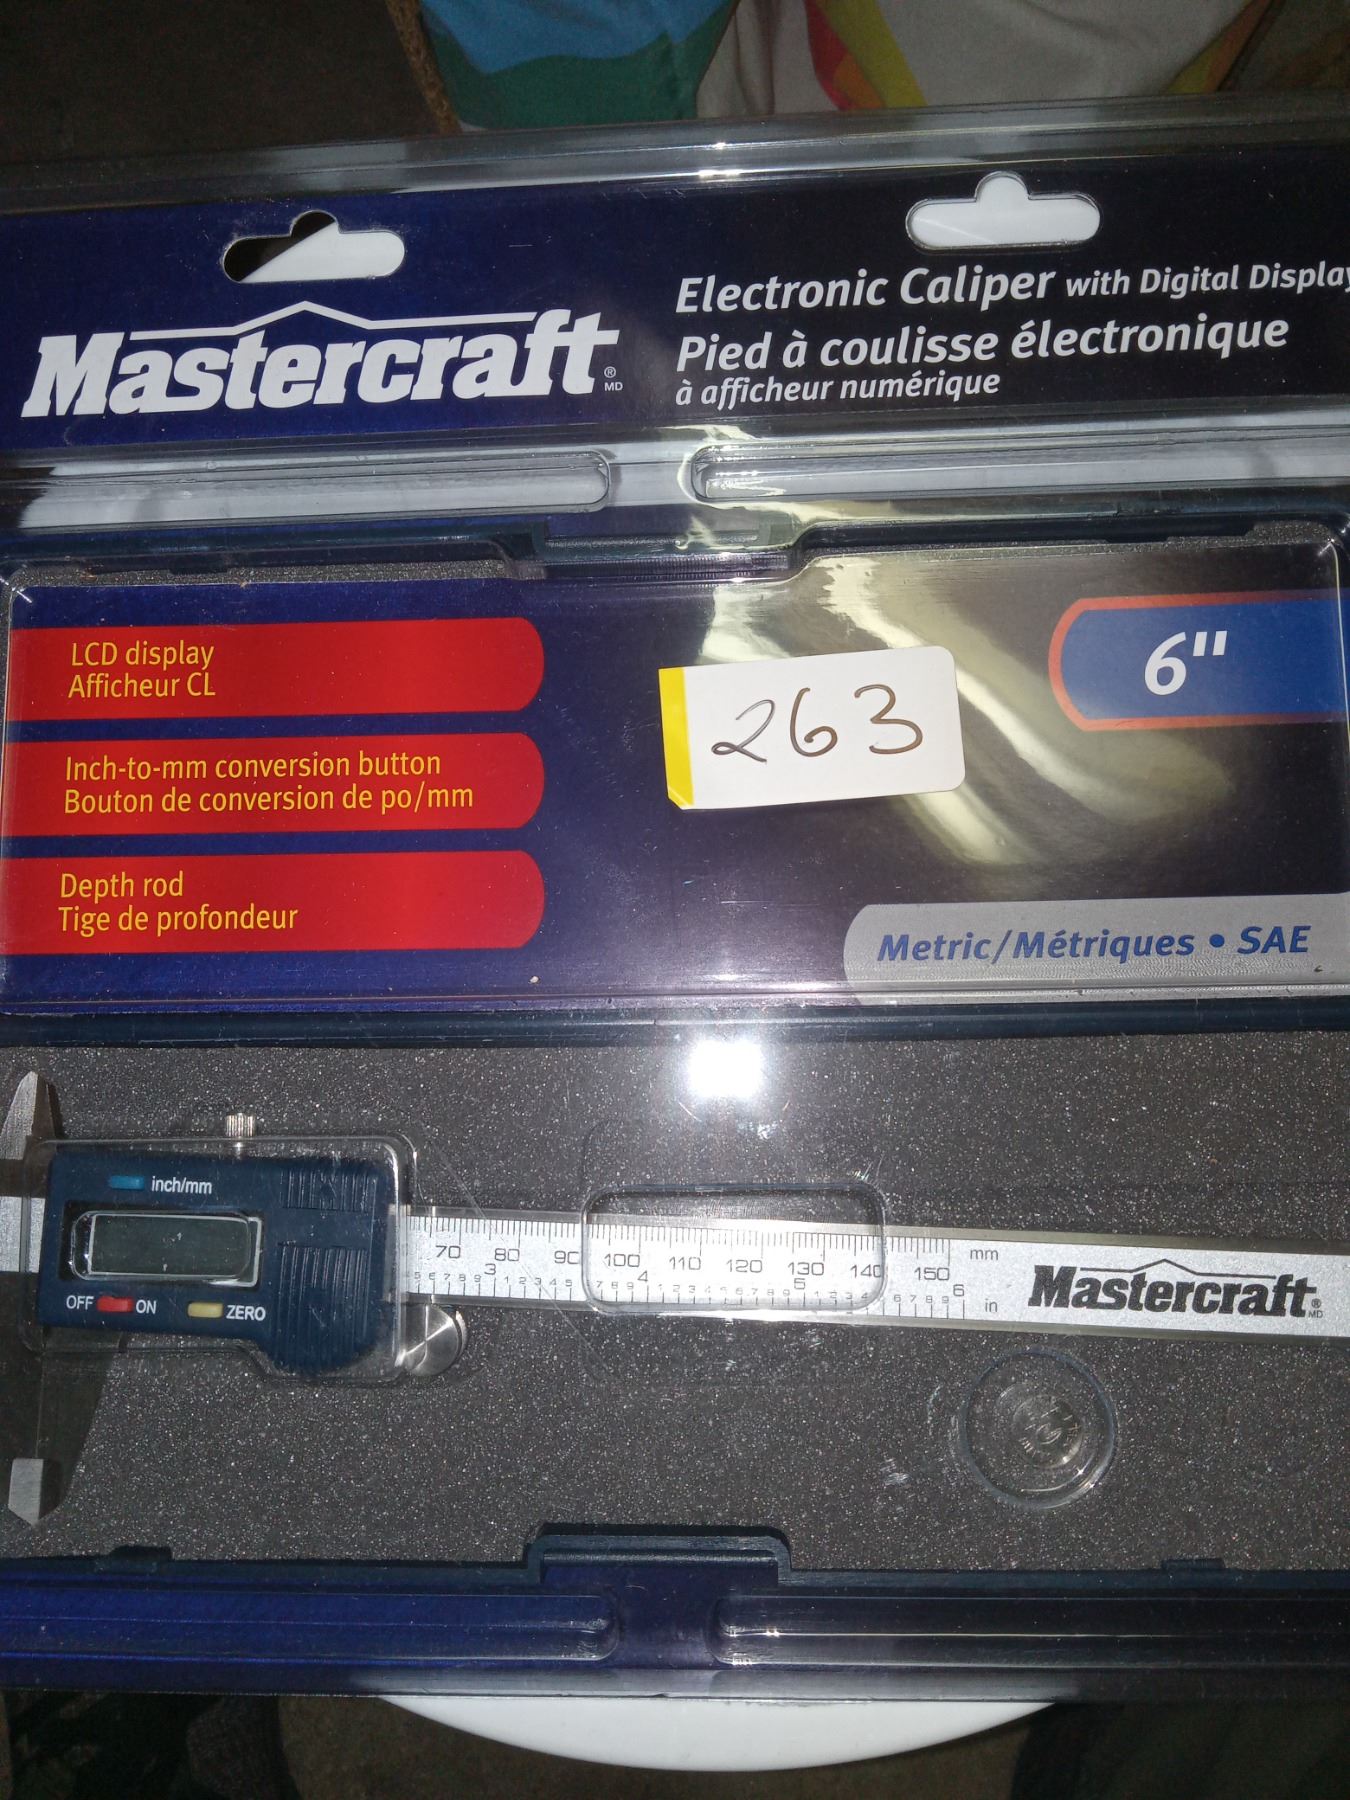 Mastercraft® MD
Electronic Caliper with Digital Display
Pied à coulisse électronique
à afficheur numérique
LCD display
Afficheur CL
6"
263
Inch-to-mm conversion button
Bouton de conversion de po/mm
Depth rod
Tige de profondeur
Metric/Métriques • SAE
inch/mm
OFF ON ZERO
70 80 90 100 110 120 130 140 150 mm
3 4 5 6 in
Mastercraft® MD